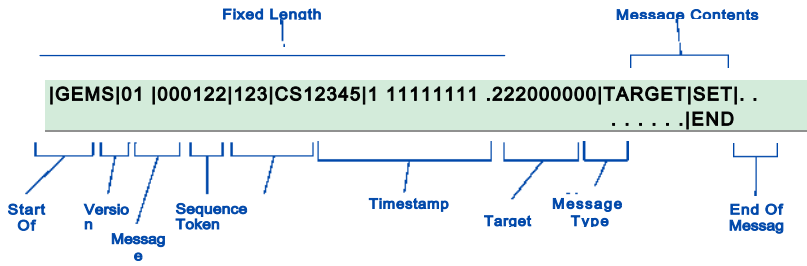 Fixed Length
Message Contents
|GEMS|01 |000122|123|CS12345|1 11111111 .222000000|TARGET|SET|. .
. . . . . .|END
Start
Of
Versio
n
Messag
e
Sequence
Token
Timestamp
Target
Message
Type
End Of
Messag